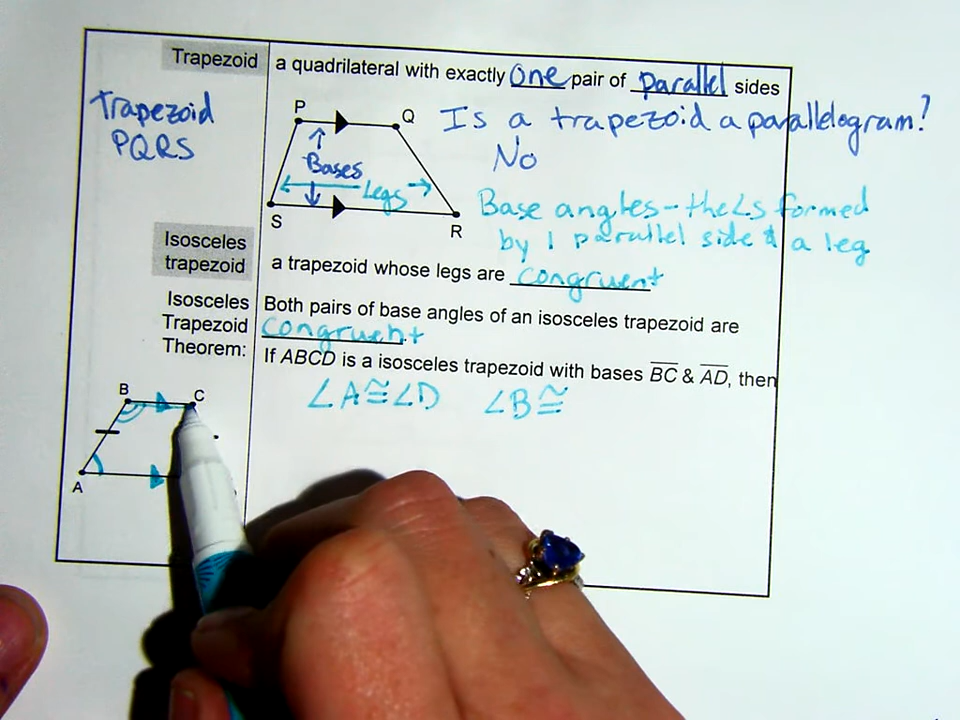 Trapezoid
a quadrilateral with exactly one pair of parallel sides
Trapezoid
PQRS
P
Q
Bases
Legs
S
R
Is a trapezoid a parallelogram?
No
Base angles - the ∠s formed
by 1 parallel side & a leg
Isosceles
trapezoid
a trapezoid whose legs are congruent
Isosceles
Trapezoid
Theorem:
Both pairs of base angles of an isosceles trapezoid are
congruent.
If ABCD is a isosceles trapezoid with bases B̅C̅ & A̅D̅, then
∠A≅∠D ∠B≅
B
C
A